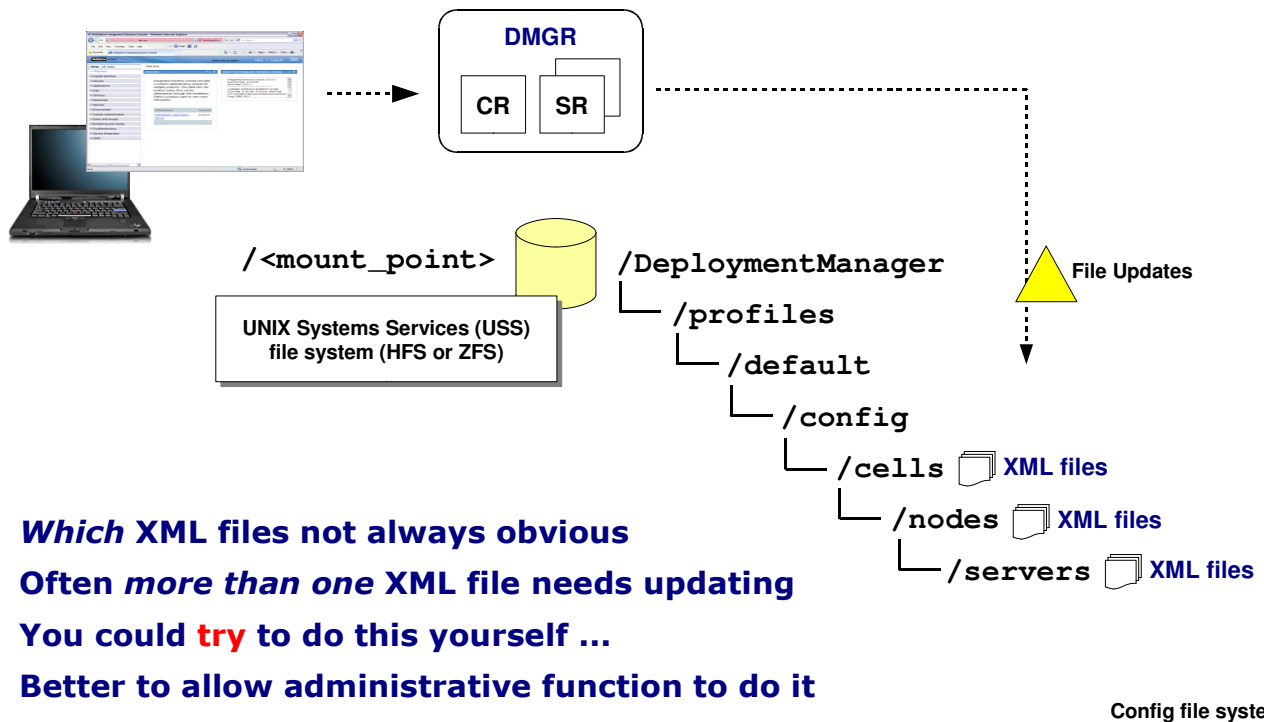 DMGR
CR
SR
/<mount_point>
/DeploymentManager
File Updates
UNIX Systems Services (USS)
file system (HFS or ZFS)
/profiles
/default
/config
/cells
XML files
/nodes
XML files
/servers
XML files
Which XML files not always obvious
Often more than one XML file needs updating
You could try to do this yourself ...
Better to allow administrative function to do it
Config file syste